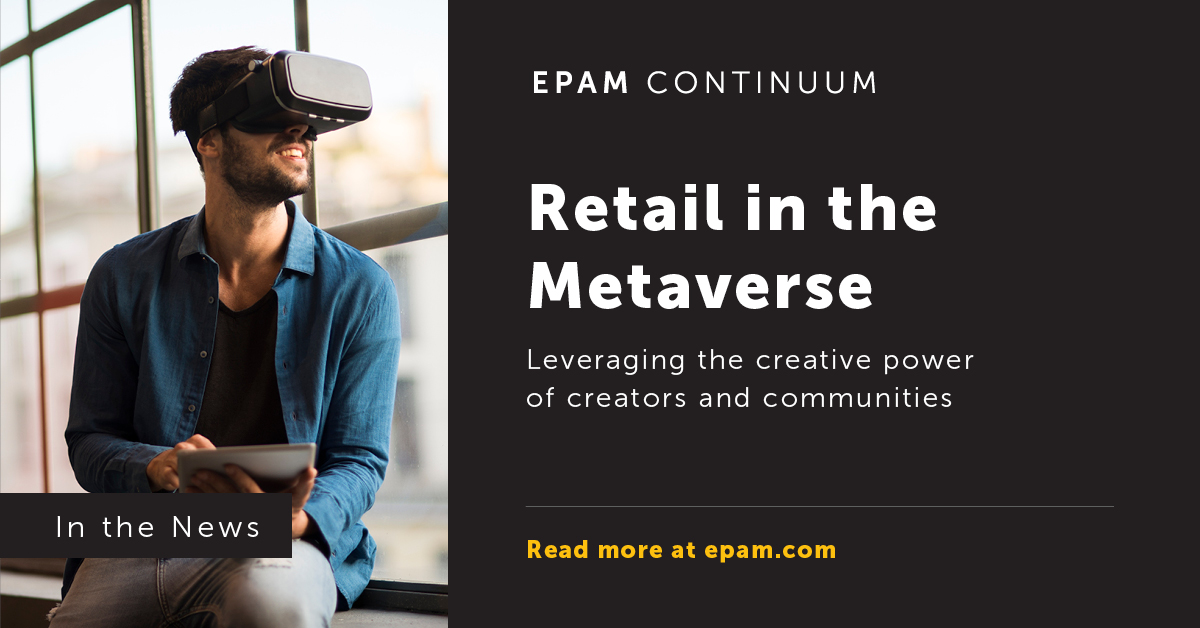 EPAM CONTINUUM
Retail in the
Metaverse
Leveraging the creative power
of creators and communities
In the News
Read more at epam.com